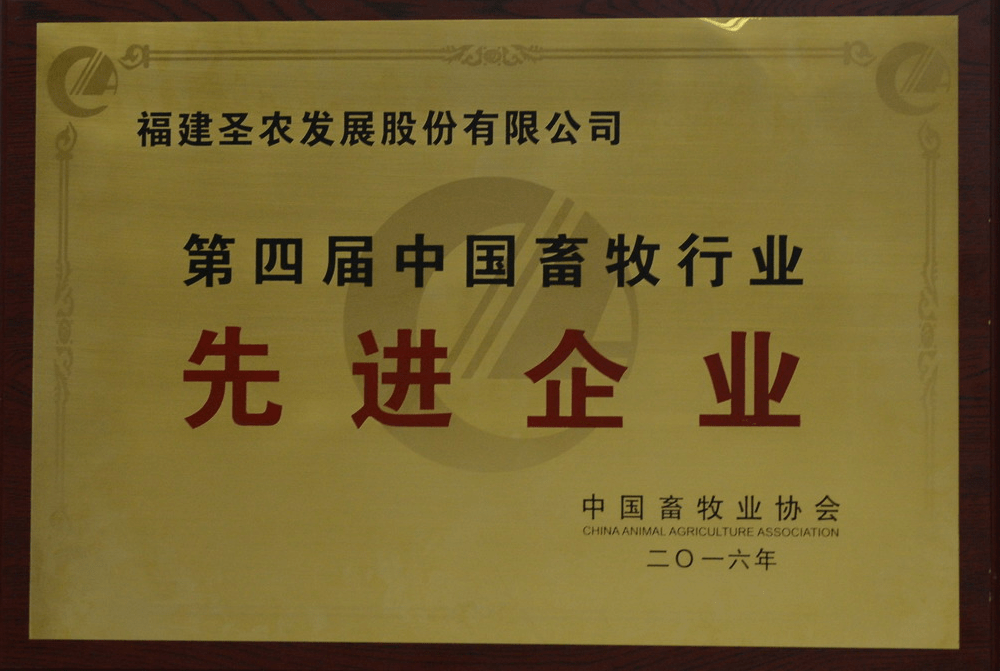 福建圣农发展股份有限公司
第四届中国畜牧行业
先进企业
中国畜牧业协会
CHINA ANIMAL AGRICULTURE ASSOCIATION
二〇一六年